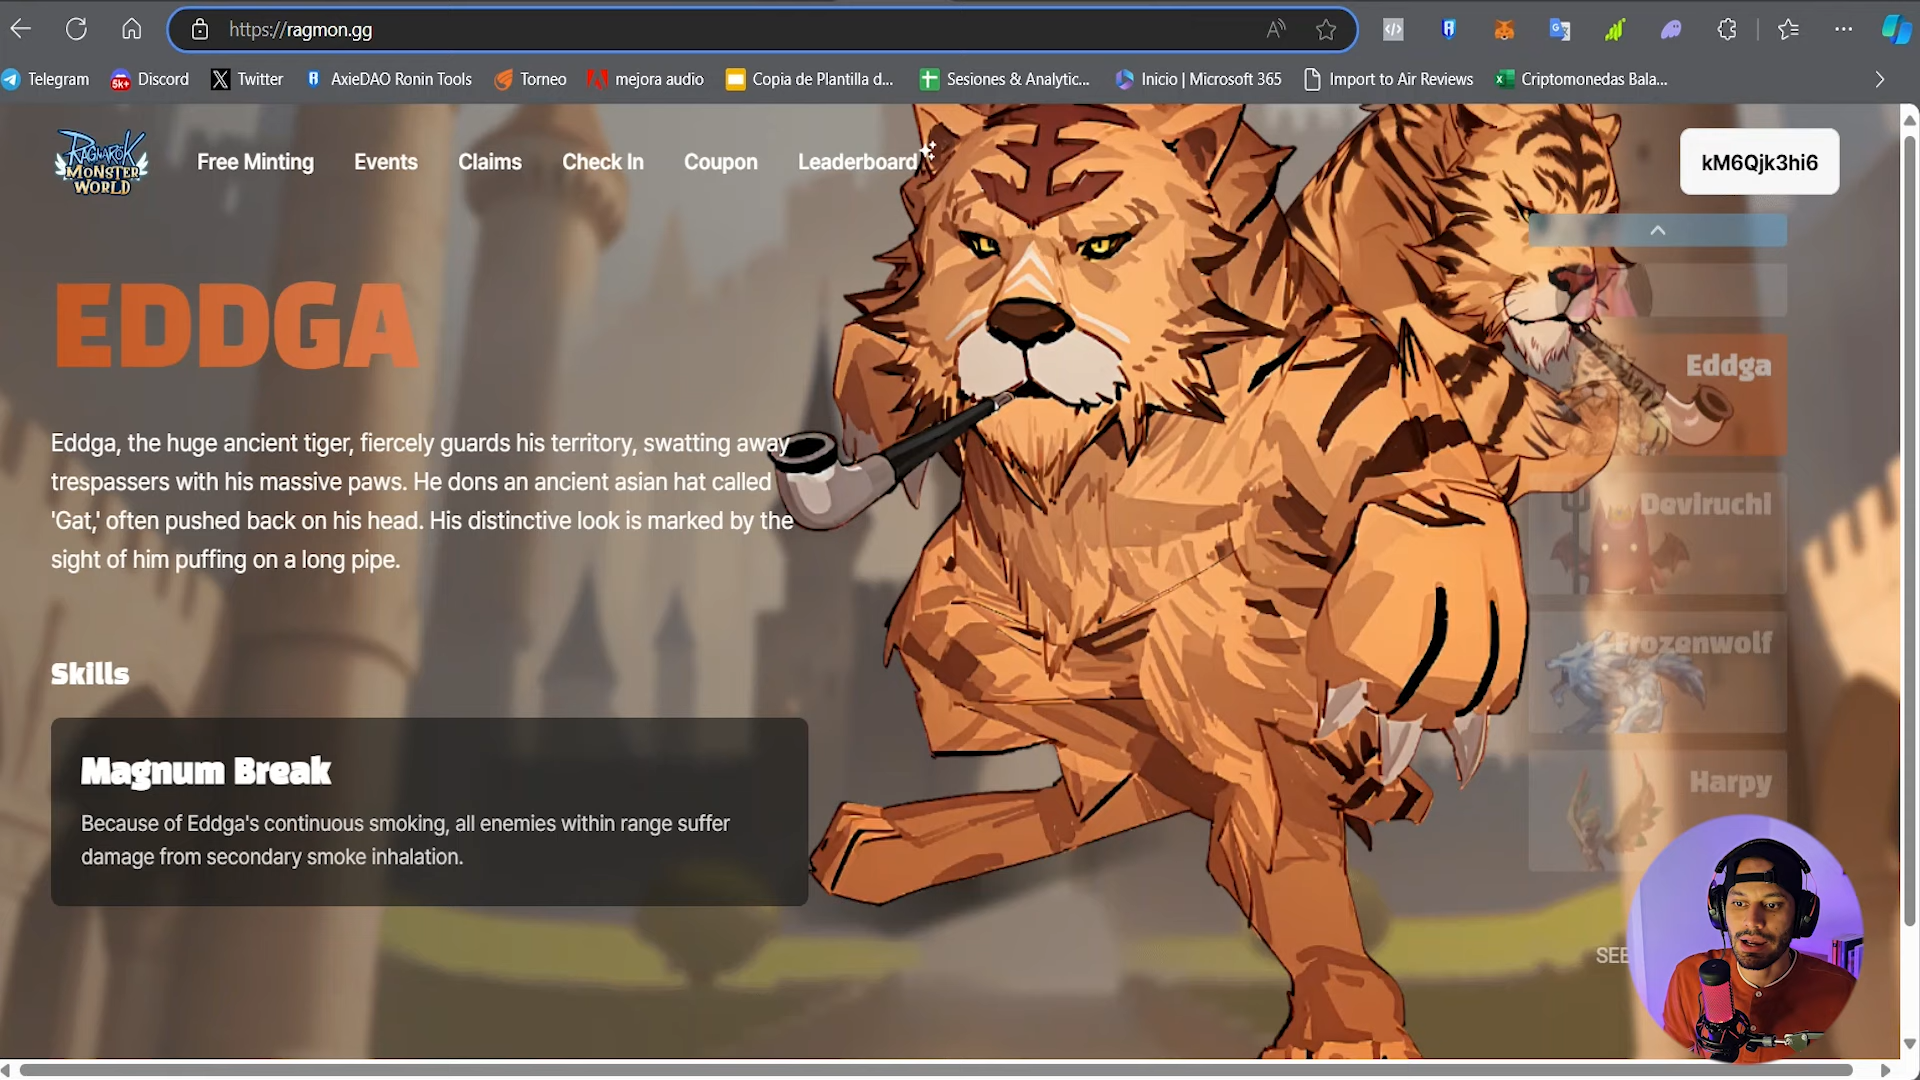 https://ragmon.gg
Telegram
5k+
Discord
Twitter
AxieDAO Ronin Tools
Torneo
mejora audio
Copia de Plantilla d...
Sesiones & Analytic...
Inicio | Microsoft 365
Import to Air Reviews
Criptomonedas Bala...
RAGNARÖK
MONSTER
WORLD
Free Minting
Events
Claims
Check In
Coupon
Leaderboard
kM6Qjk3hi6
EDDGA
Eddga, the huge ancient tiger, fiercely guards his territory, swatting away
trespassers with his massive paws. He dons an ancient asian hat called
'Gat,' often pushed back on his head. His distinctive look is marked by the
sight of him puffing on a long pipe.
Skills
Magnum Break
Because of Eddga's continuous smoking, all enemies within range suffer
damage from secondary smoke inhalation.
Eddga
Deviruchi
Frozenwolf
Harpy
SEE